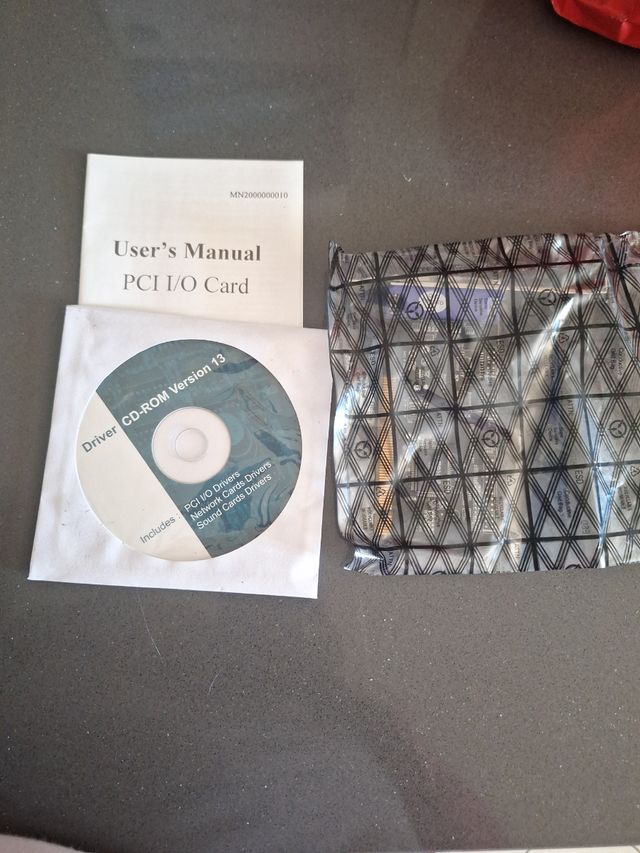 MN2000000010
User's Manual
PCI I/O Card
Driver CD-ROM Version 13
Includes :
PCI I/O Drivers
Network Cards Drivers
Sound Cards Drivers